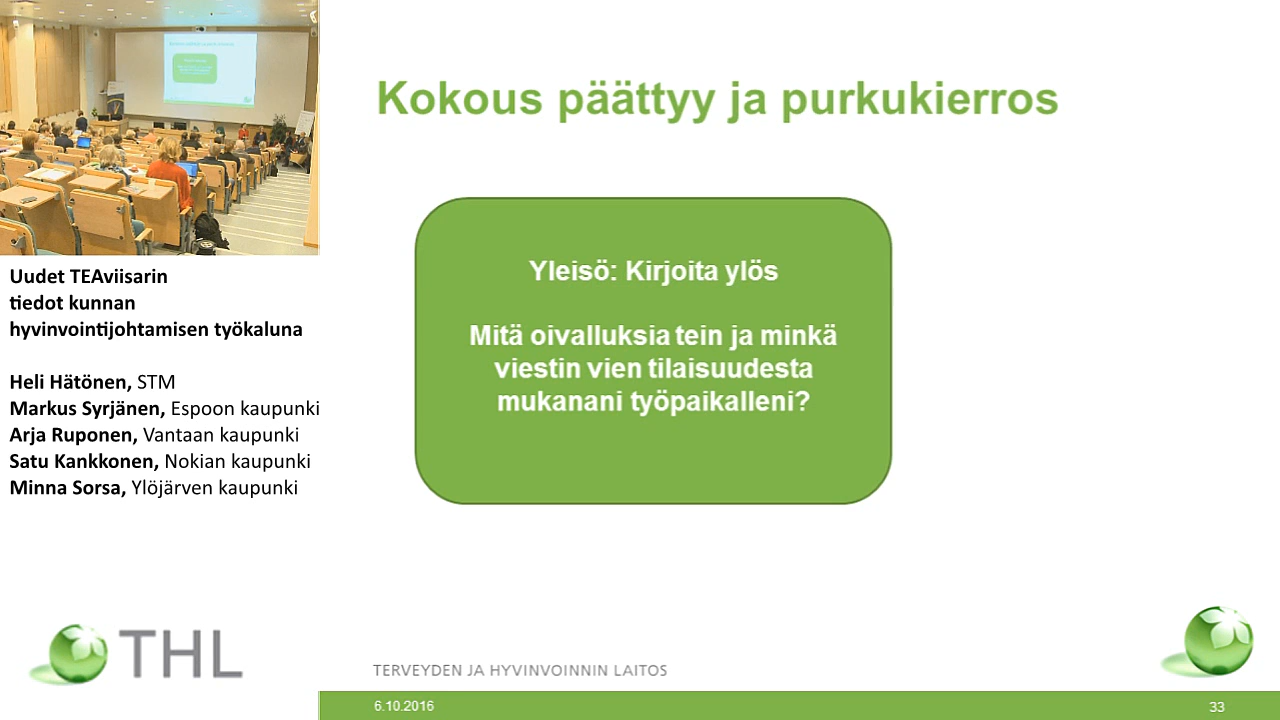 Uudet TEAviisarin
tiedot kunnan
hyvinvointijohtamisen työkaluna
Heli Hätönen, STM
Markus Syrjänen, Espoon kaupunki
Arja Ruponen, Vantaan kaupunki
Satu Kankkonen, Nokian kaupunki
Minna Sorsa, Ylöjärven kaupunki
THL
Kokous päättyy ja purkukierros
Yleisö: Kirjoita ylös
Mitä oivalluksia tein ja minkä
viestin vien tilaisuudesta
mukanani työpaikalleni?
TERVEYDEN JA HYVINVOINNIN LAITOS
6.10.2016
33